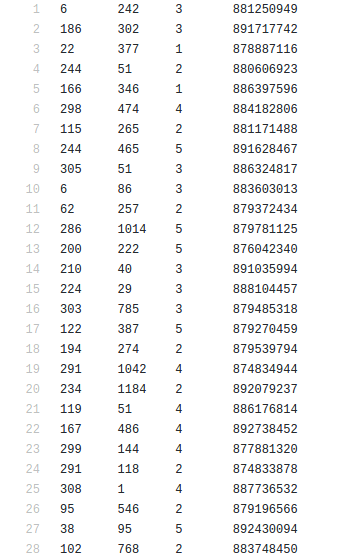 1 6 242 3 881250949
2 186 302 3 891717742
3 22 377 1 878887116
4 244 51 2 880606923
5 166 346 1 886397596
6 298 474 4 884182806
7 115 265 2 881171488
8 244 465 5 891628467
9 305 51 3 886324817
10 6 86 3 883603013
11 62 257 2 879372434
12 286 1014 5 879781125
13 200 222 5 876042340
14 210 40 3 891035994
15 224 29 3 888104457
16 303 785 3 879485318
17 122 387 5 879270459
18 194 274 2 879539794
19 291 1042 4 874834944
20 234 1184 2 892079237
21 119 51 4 886176814
22 167 486 4 892738452
23 299 144 4 877881320
24 291 118 2 874833878
25 308 1 4 887736532
26 95 546 2 879196566
27 38 95 5 892430094
28 102 768 2 883748450